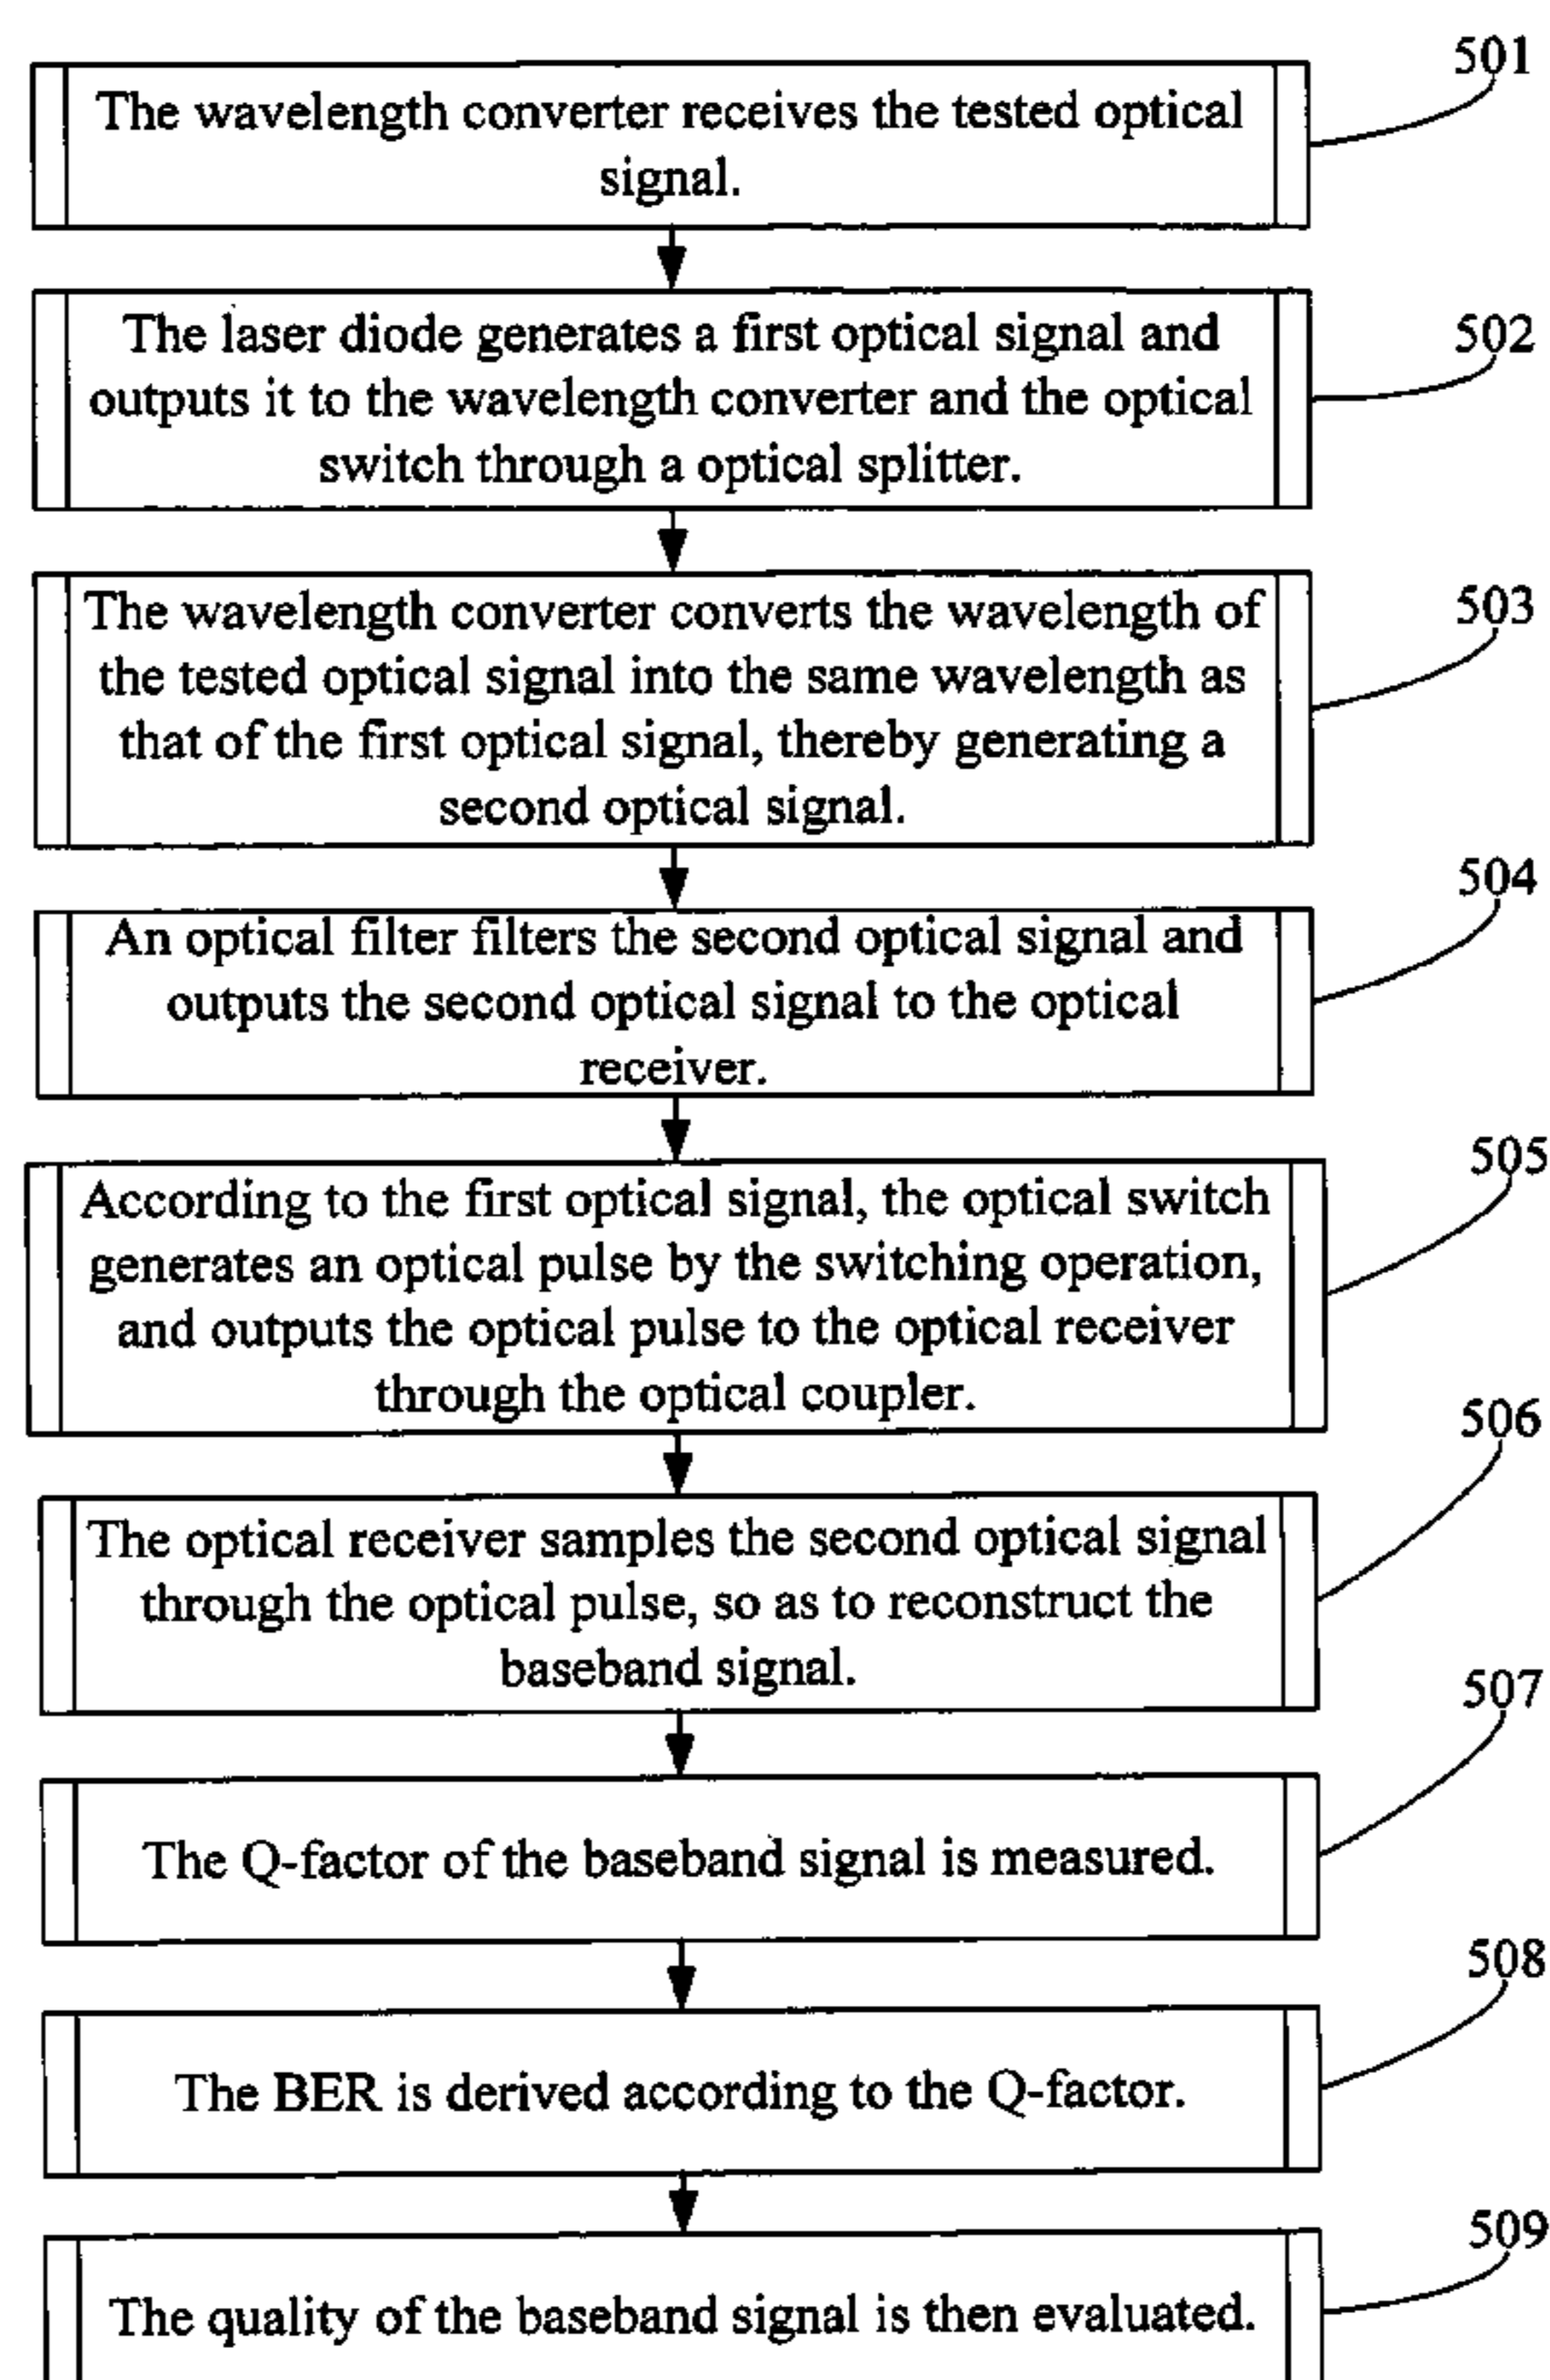 501
The wavelength converter receives the tested optical
signal.
502
The laser diode generates a first optical signal and
outputs it to the wavelength converter and the optical
switch through a optical splitter.
503
The wavelength converter converts the wavelength of
the tested optical signal into the same wavelength as
that of the first optical signal, thereby generating a
second optical signal.
504
An optical filter filters the second optical signal and
outputs the second optical signal to the optical
receiver.
505
According to the first optical signal, the optical switch
generates an optical pulse by the switching operation,
and outputs the optical pulse to the optical receiver
through the optical coupler.
506
The optical receiver samples the second optical signal
through the optical pulse, so as to reconstruct the
baseband signal.
507
The Q-factor of the baseband signal is measured.
508
The BER is derived according to the Q-factor.
509
The quality of the baseband signal is then evaluated.